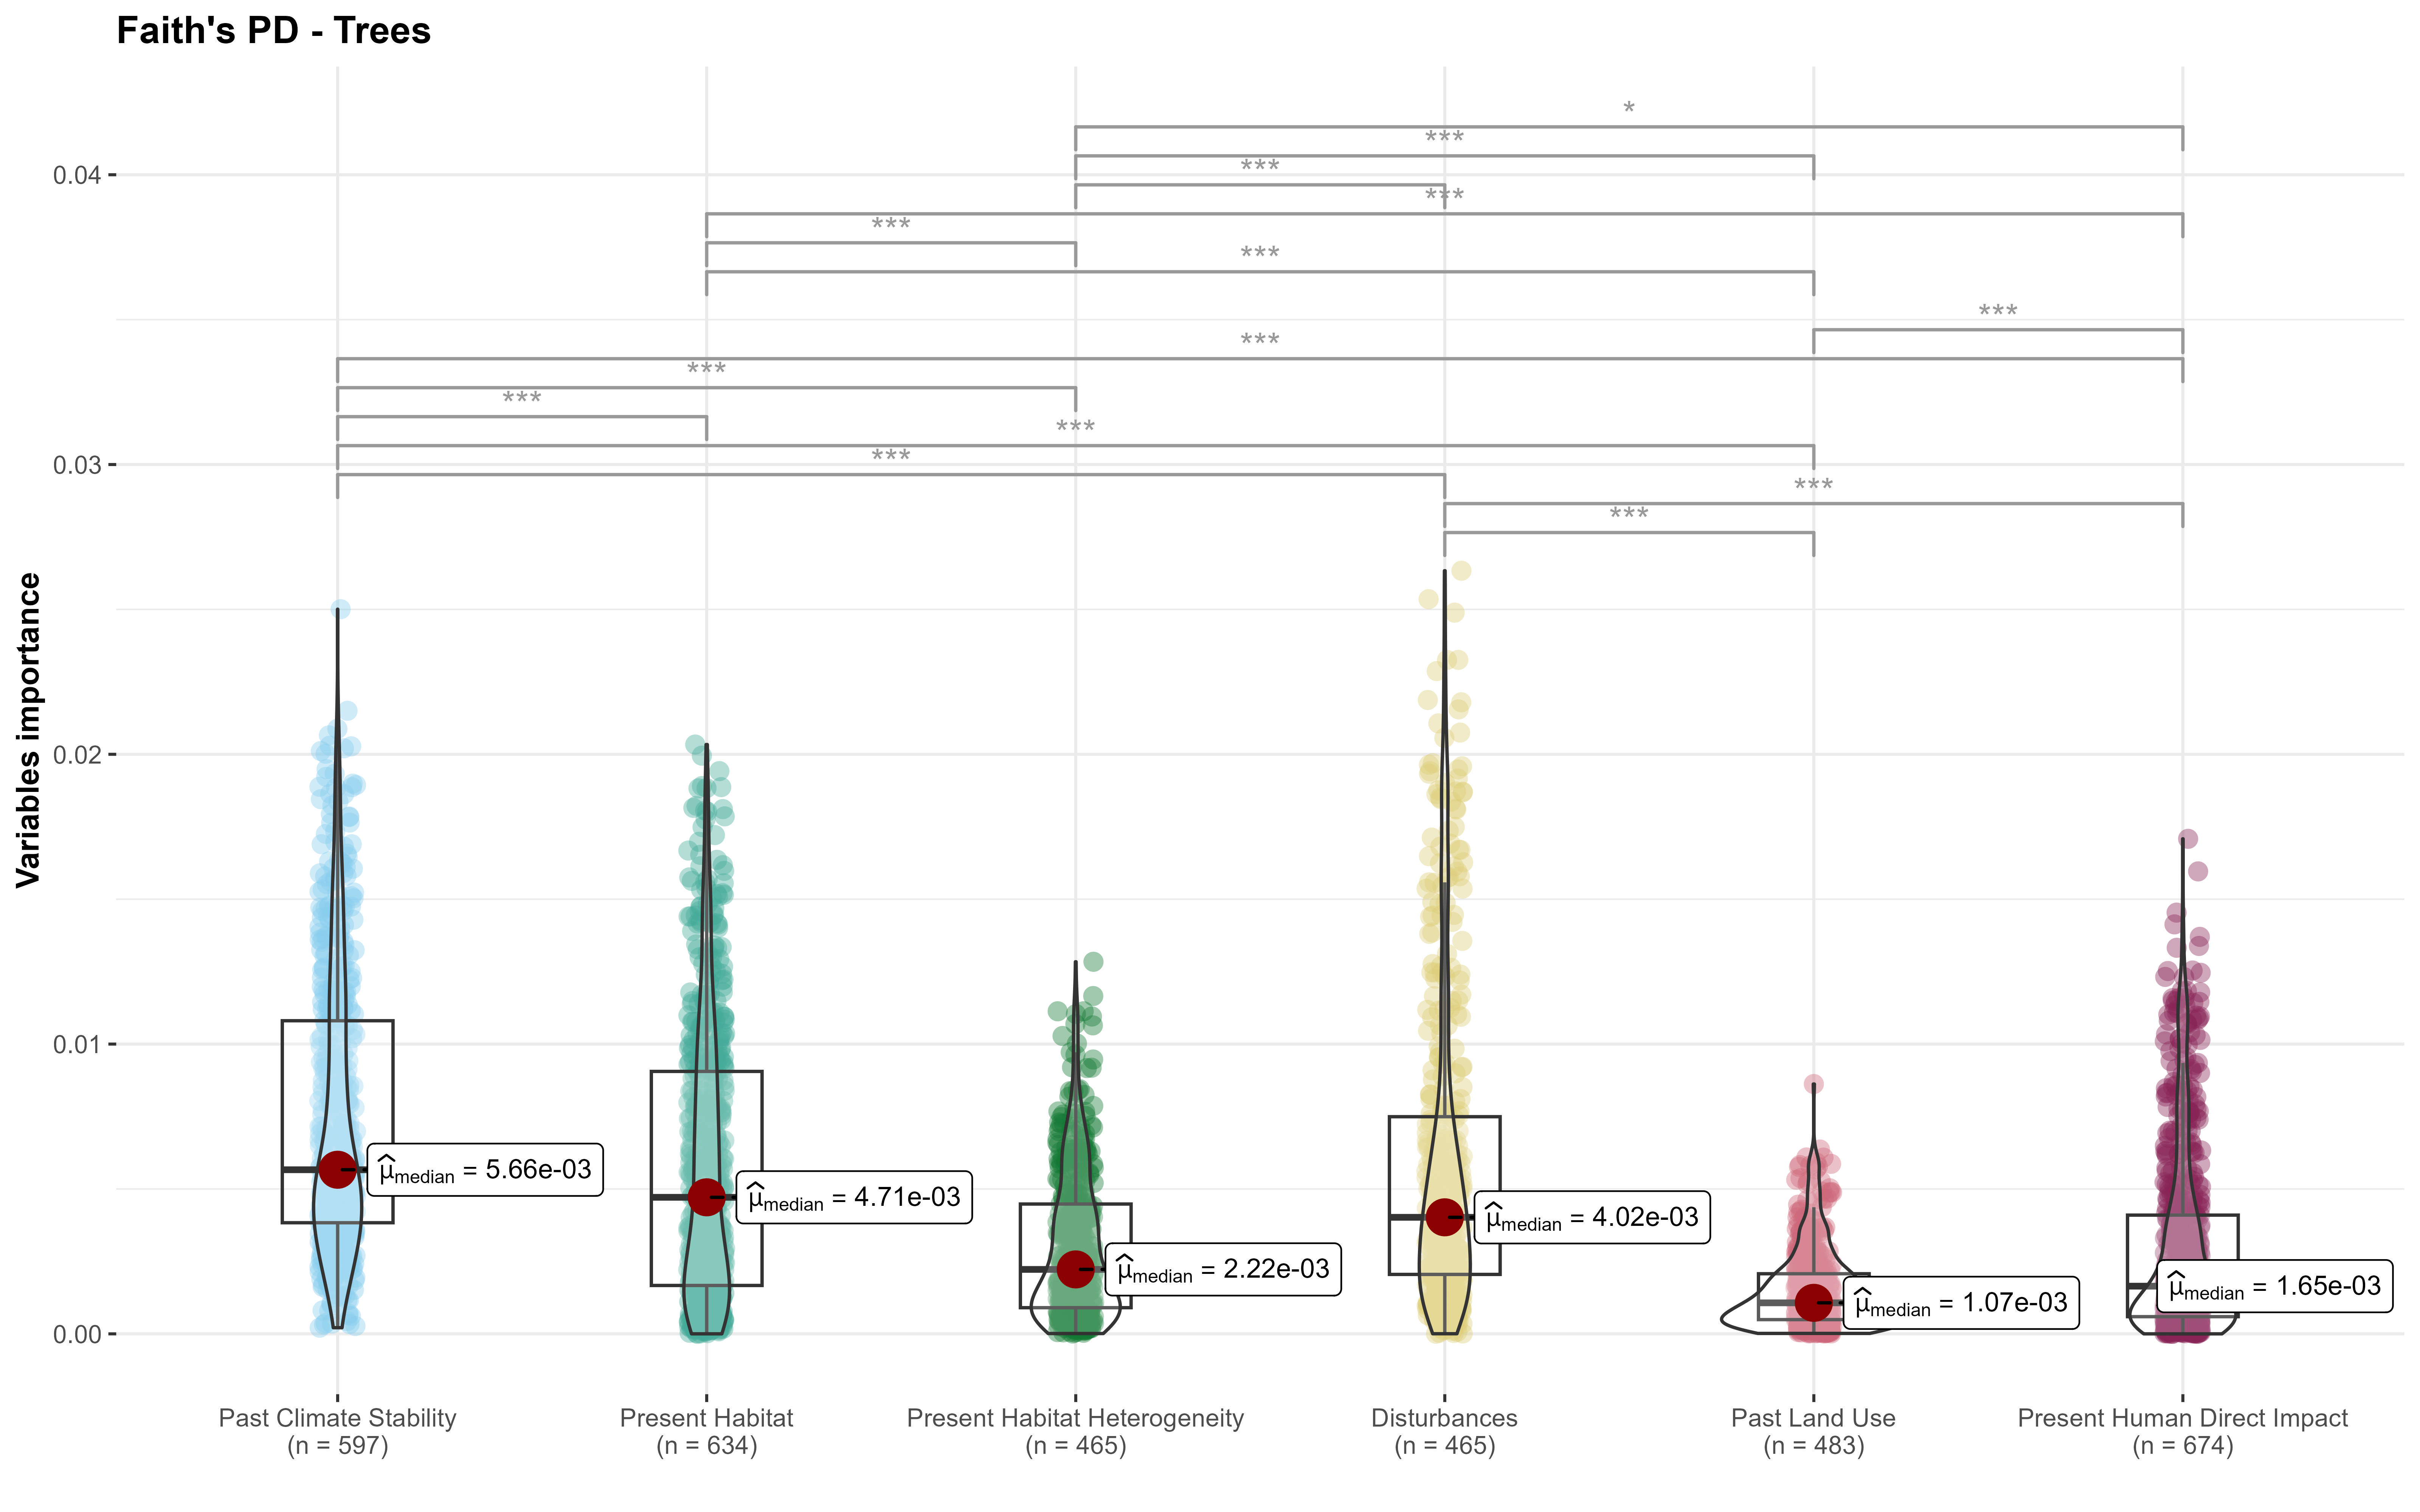 Faith's PD - Trees
*
***
***
***
***
***
***
***
***
***
***
***
***
***
0.04
0.03
0.02
0.01
0.00
Variables importance
μ̂median = 5.66e-03
μ̂median = 4.71e-03
μ̂median = 2.22e-03
μ̂median = 4.02e-03
μ̂median = 1.07e-03
μ̂median = 1.65e-03
Past Climate Stability
(n = 597)
Present Habitat
(n = 634)
Present Habitat Heterogeneity
(n = 465)
Disturbances
(n = 465)
Past Land Use
(n = 483)
Present Human Direct Impact
(n = 674)